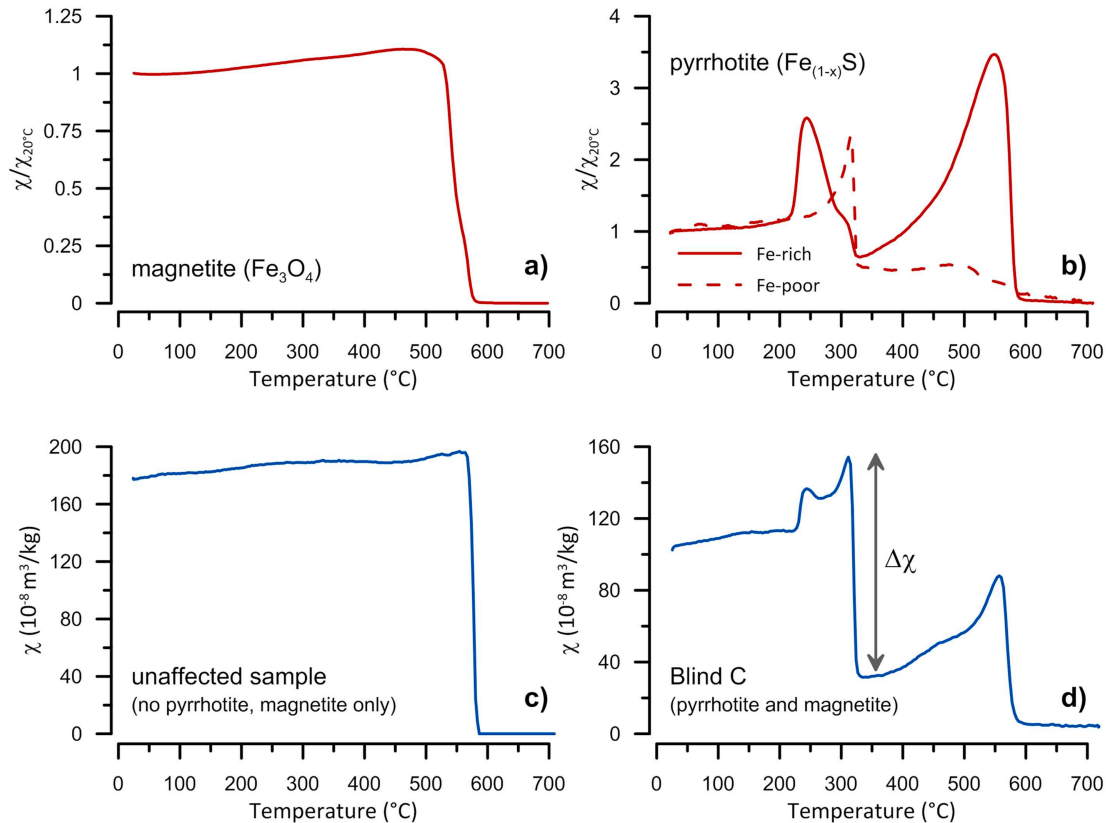 1.25
1
0.75
0.5
0.25
0
χ/χ20°C
magnetite (Fe3O4)
a)
0 100 200 300 400 500 600 700
Temperature (°C)
4
3
2
1
0
χ/χ20°C
pyrrhotite (Fe(1-x)S)
Fe-rich
Fe-poor
b)
0 100 200 300 400 500 600 700
Temperature (°C)
200
160
120
80
40
0
χ (10-8 m3/kg)
unaffected sample
(no pyrrhotite, magnetite only)
c)
0 100 200 300 400 500 600 700
Temperature (°C)
160
120
80
40
0
χ (10-8 m3/kg)
Δχ
Blind C
(pyrrhotite and magnetite)
d)
0 100 200 300 400 500 600 700
Temperature (°C)